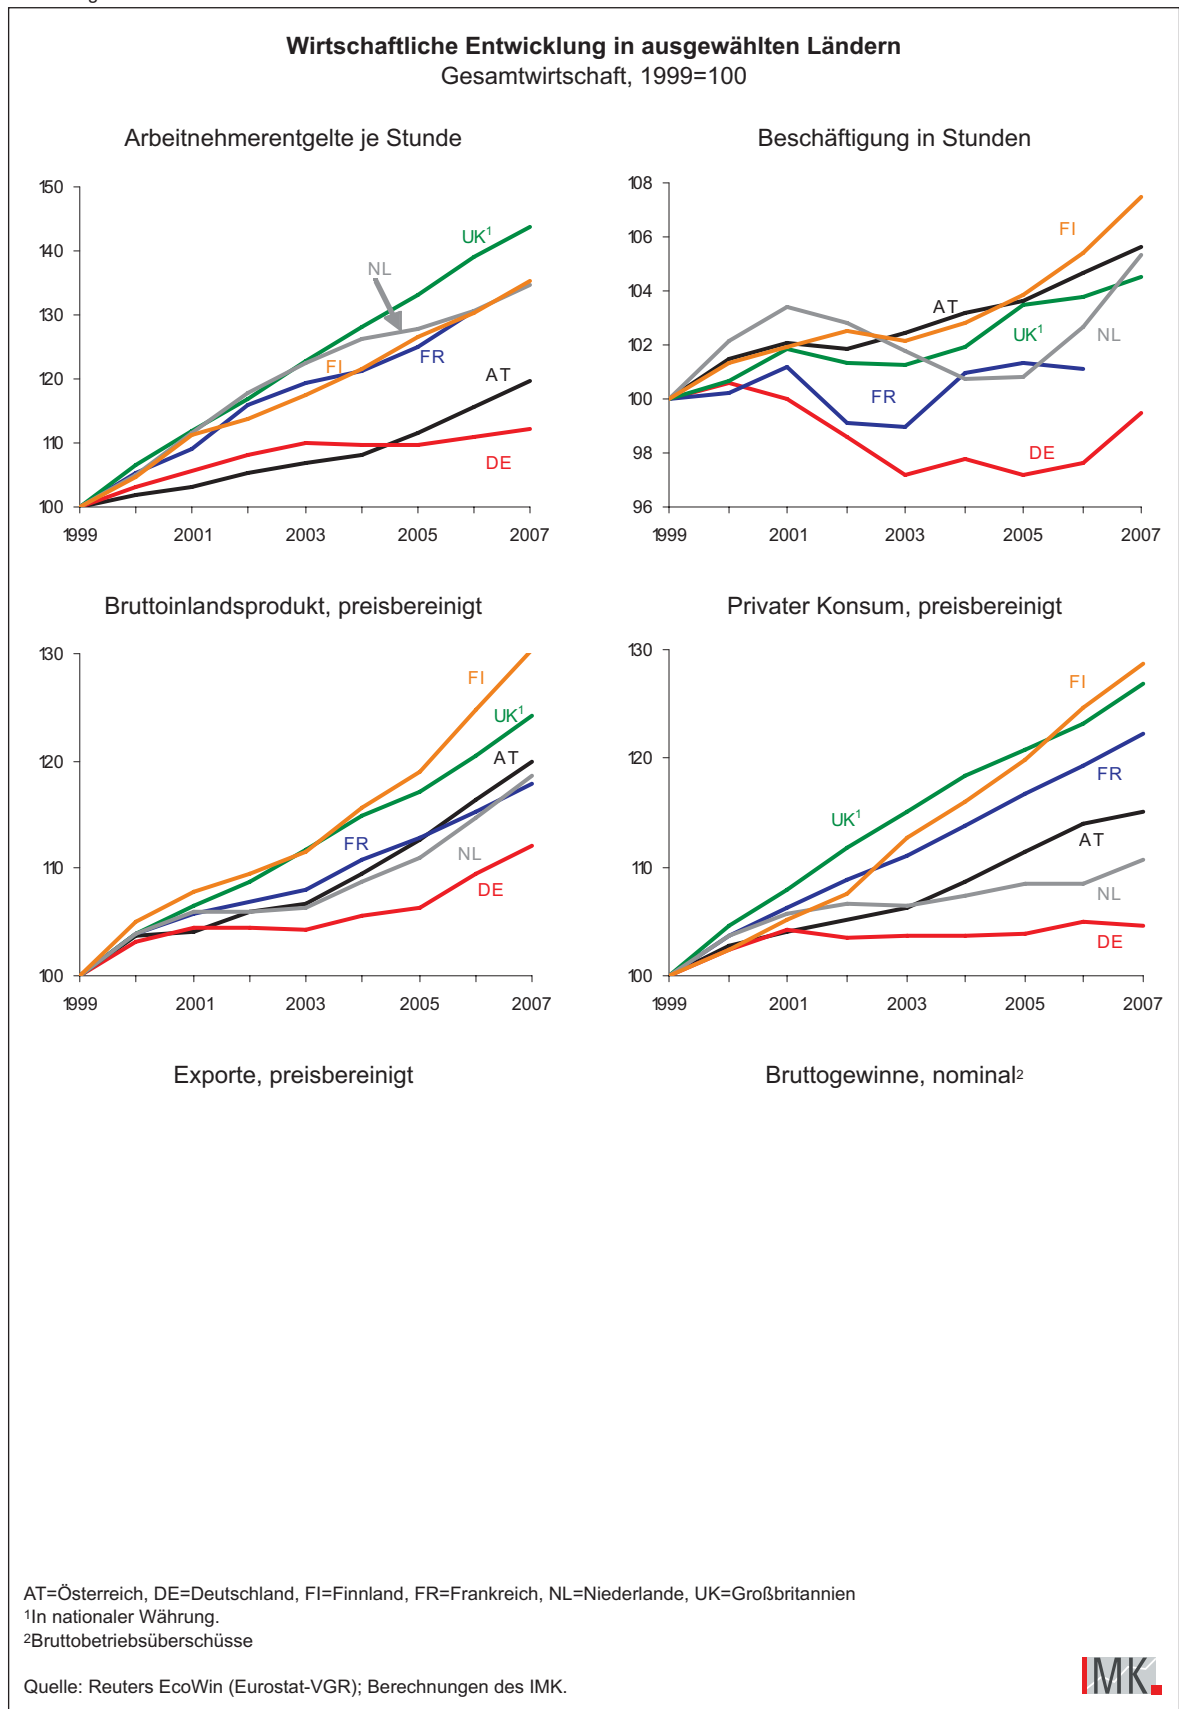 Wirtschaftliche Entwicklung in ausgewählten Ländern
Gesamtwirtschaft, 1999=100
Arbeitnehmerentgelte je Stunde
150
140
130
120
110
100
1999
2001
2003
2005
2007
UK¹
NL
FI
FR
AT
DE
Beschäftigung in Stunden
108
106
104
102
100
98
96
1999
2001
2003
2005
2007
FI
AT
UK¹
NL
FR
DE
Bruttoinlandsprodukt, preisbereinigt
130
120
110
100
1999
2001
2003
2005
2007
FI
UK¹
AT
FR
NL
DE
Privater Konsum, preisbereinigt
130
120
110
100
1999
2001
2003
2005
2007
FI
FR
UK¹
AT
NL
DE
Exporte, preisbereinigt
Bruttogewinne, nominal²
AT=Österreich, DE=Deutschland, FI=Finnland, FR=Frankreich, NL=Niederlande, UK=Großbritannien
¹In nationaler Währung.
²Bruttobetriebsüberschüsse
Quelle: Reuters EcoWin (Eurostat-VGR); Berechnungen des IMK.
IMK